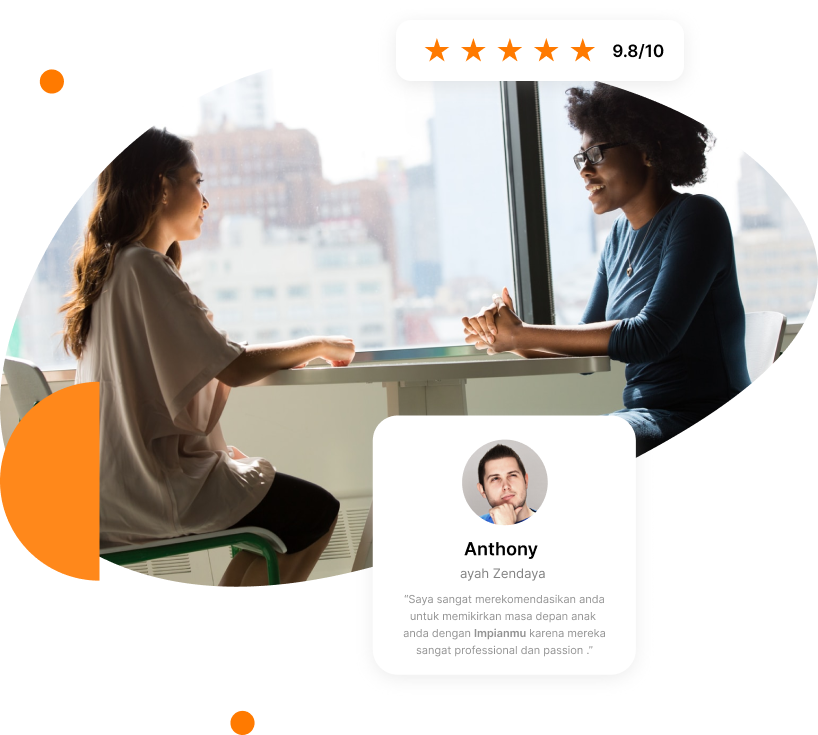 9.8/10
Anthony
ayah Zendaya
“Saya sangat merekomendasikan anda
untuk memikirkan masa depan anak
anda dengan Impianmu karena mereka
sangat professional dan passion .”